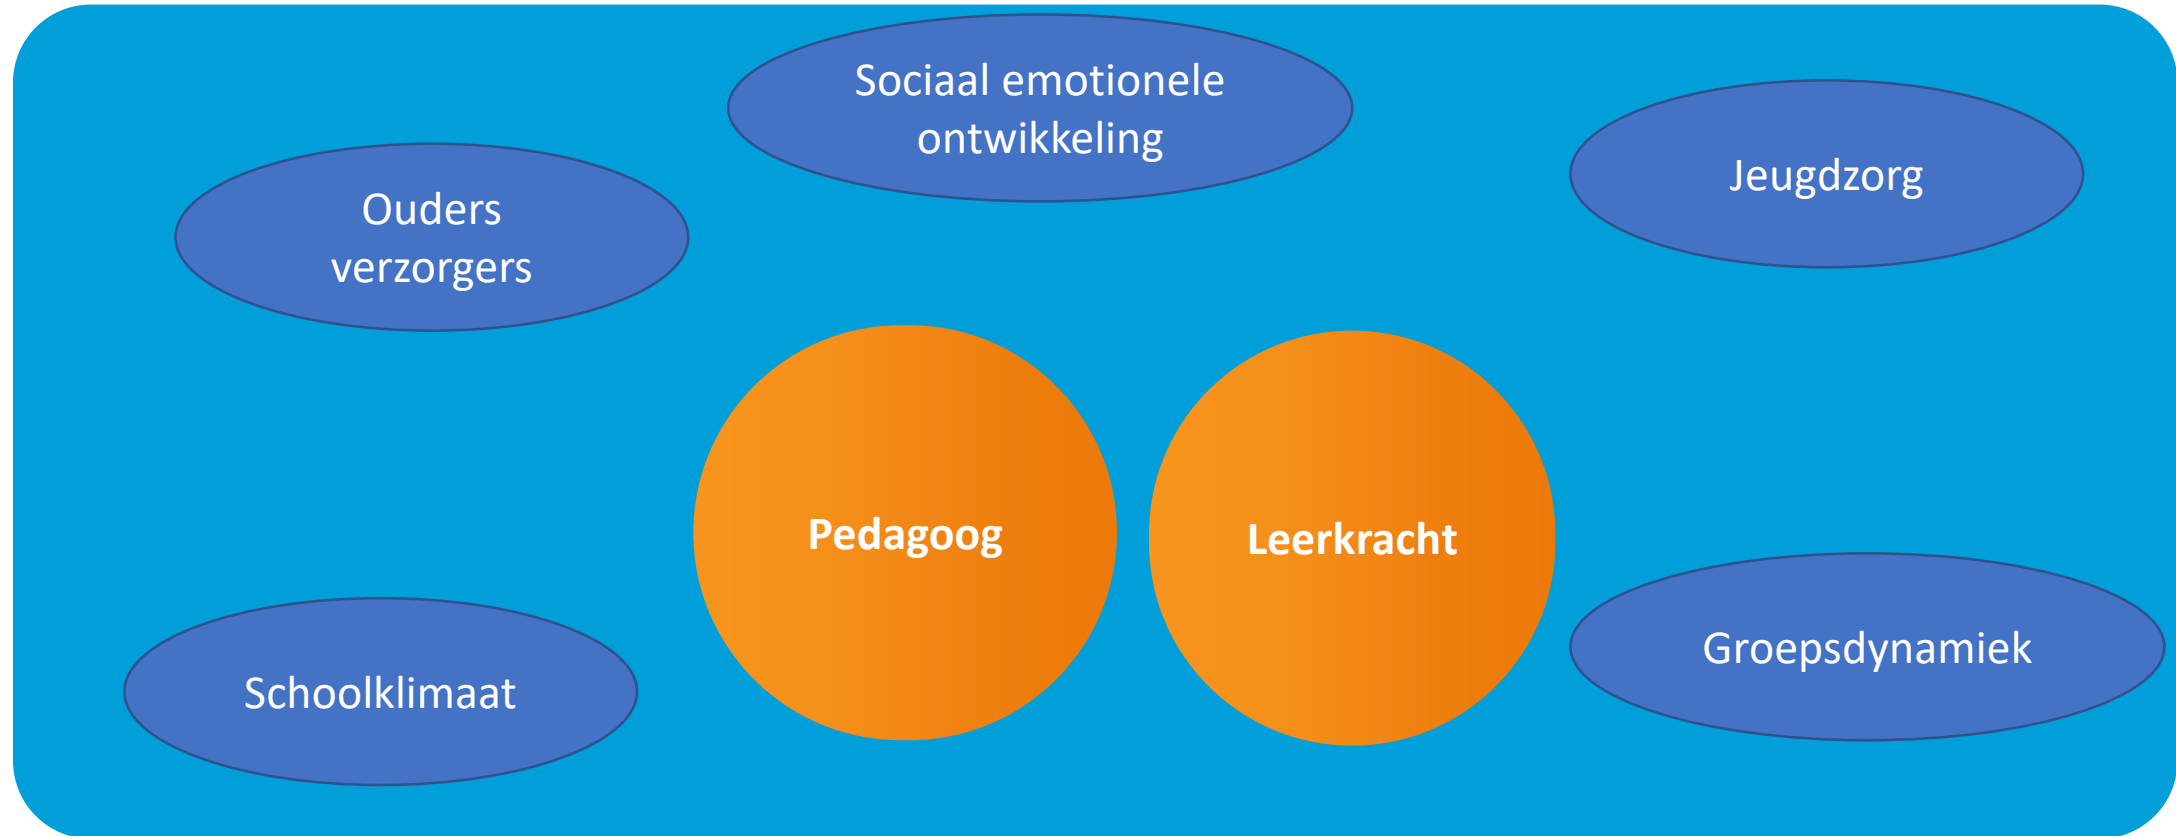 Sociaal emotionele
ontwikkeling
Jeugdzorg
Ouders
verzorgers
Pedagoog
Leerkracht
Groepsdynamiek
Schoolklimaat